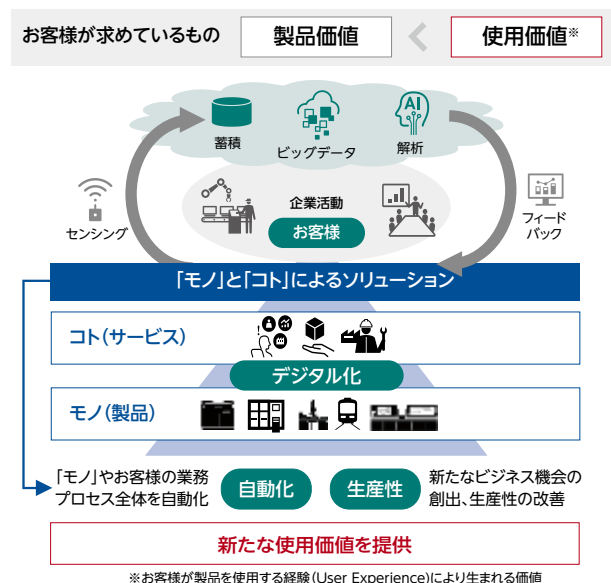 お客様が求めているもの
製品価値
使用価値※
蓄積
ビッグデータ
AI
解析
センシング
企業活動
お客様
フィード
バック
「モノ」と「コト」によるソリューション
コト(サービス)
デジタル化
モノ(製品)
「モノ」やお客様の業務
プロセス全体を自動化
自動化
生産性
新たなビジネス機会の
創出、生産性の改善
新たな使用価値を提供
※お客様が製品を使用する経験(User Experience)により生まれる価値